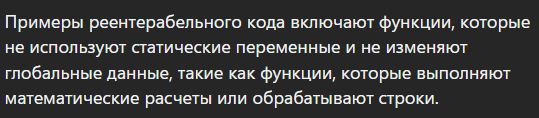 Примеры реентерабельного кода включают функции, которые
не используют статические переменные и не изменяют
глобальные данные, такие как функции, которые выполняют
математические расчеты или обрабатывают строки.